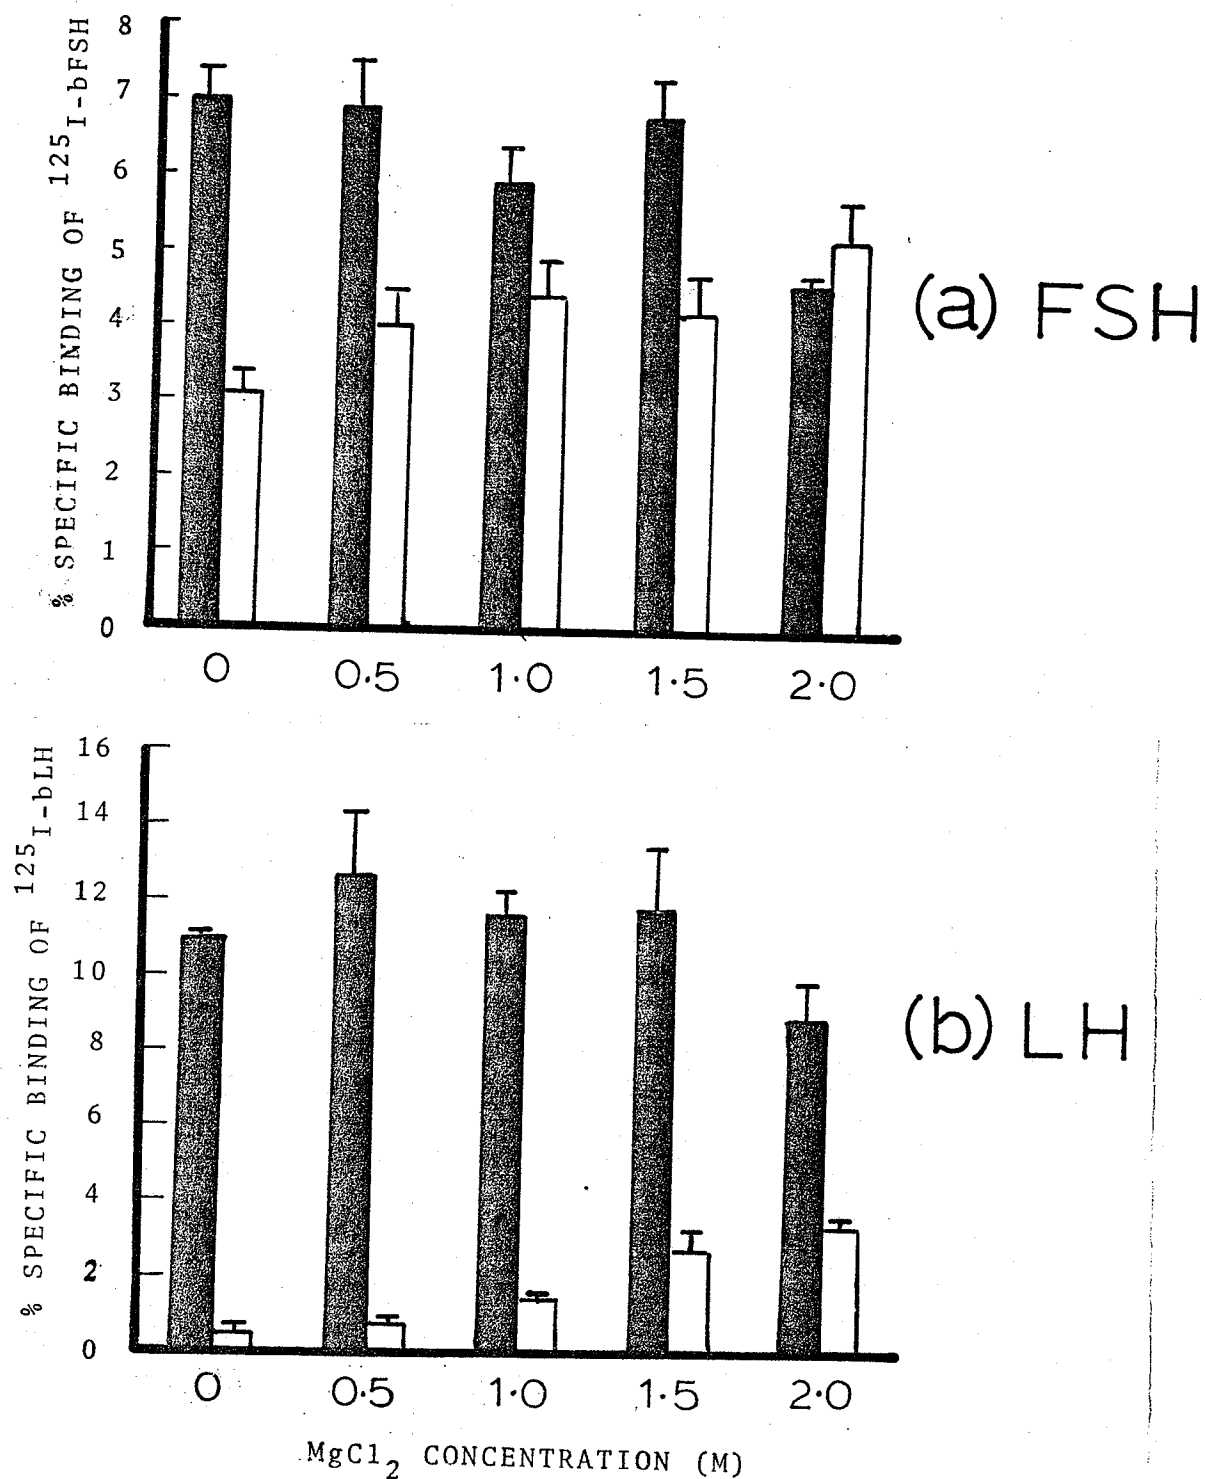 % SPECIFIC BINDING OF 125I-bFSH
8
7
6
5
4
3
2
1
0
0 0.5 1.0 1.5 2.0
(a) FSH
% SPECIFIC BINDING OF 125I-bLH
16
14
12
10
8
6
4
2
0
0 0.5 1.0 1.5 2.0
(b) LH
MgCl2 CONCENTRATION (M)